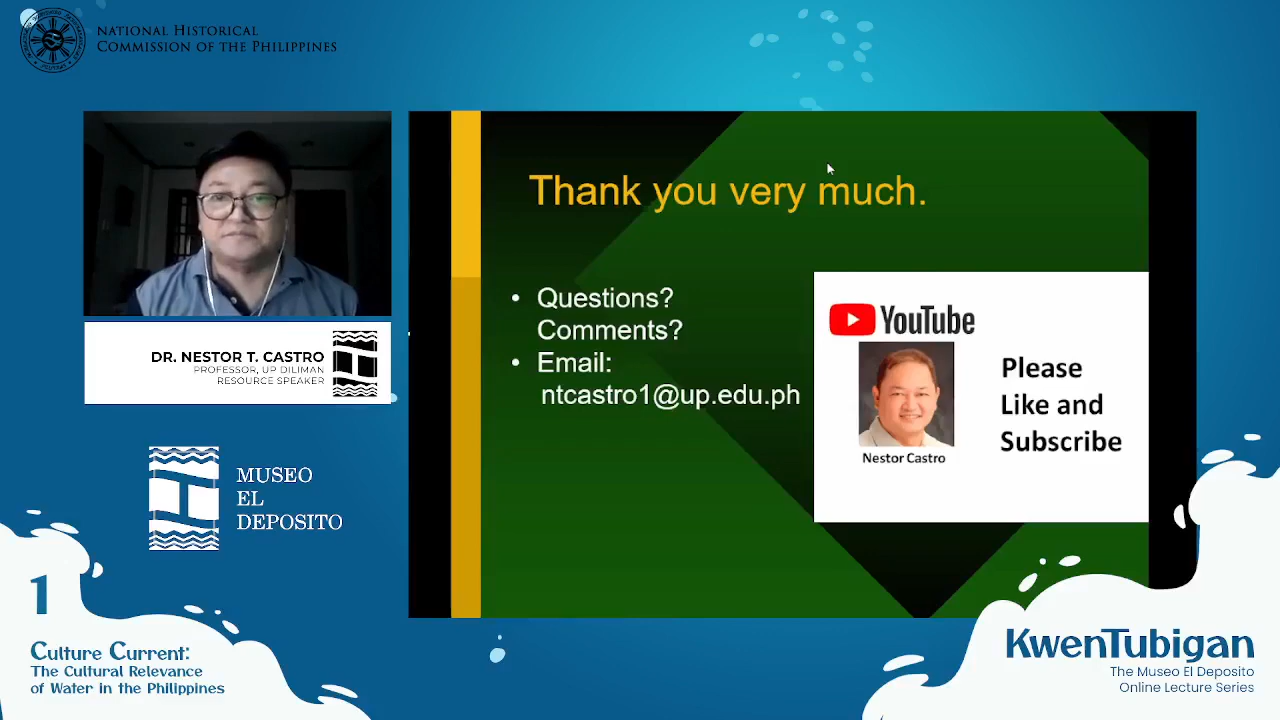 NATIONAL HISTORICAL
COMMISSION OF THE PHILIPPINES
DR. NESTOR T. CASTRO
PROFESSOR, UP DILIMAN
RESOURCE SPEAKER
MUSEO
EL
DEPOSITO
1
Culture Current:
The Cultural Relevance
of Water in the Philippines
Thank you very much.
• Questions?
Comments?
• Email:
ntcastro1@up.edu.ph
YouTube
Nestor Castro
Please
Like and
Subscribe
KwenTubigan
The Museo El Deposito
Online Lecture Series